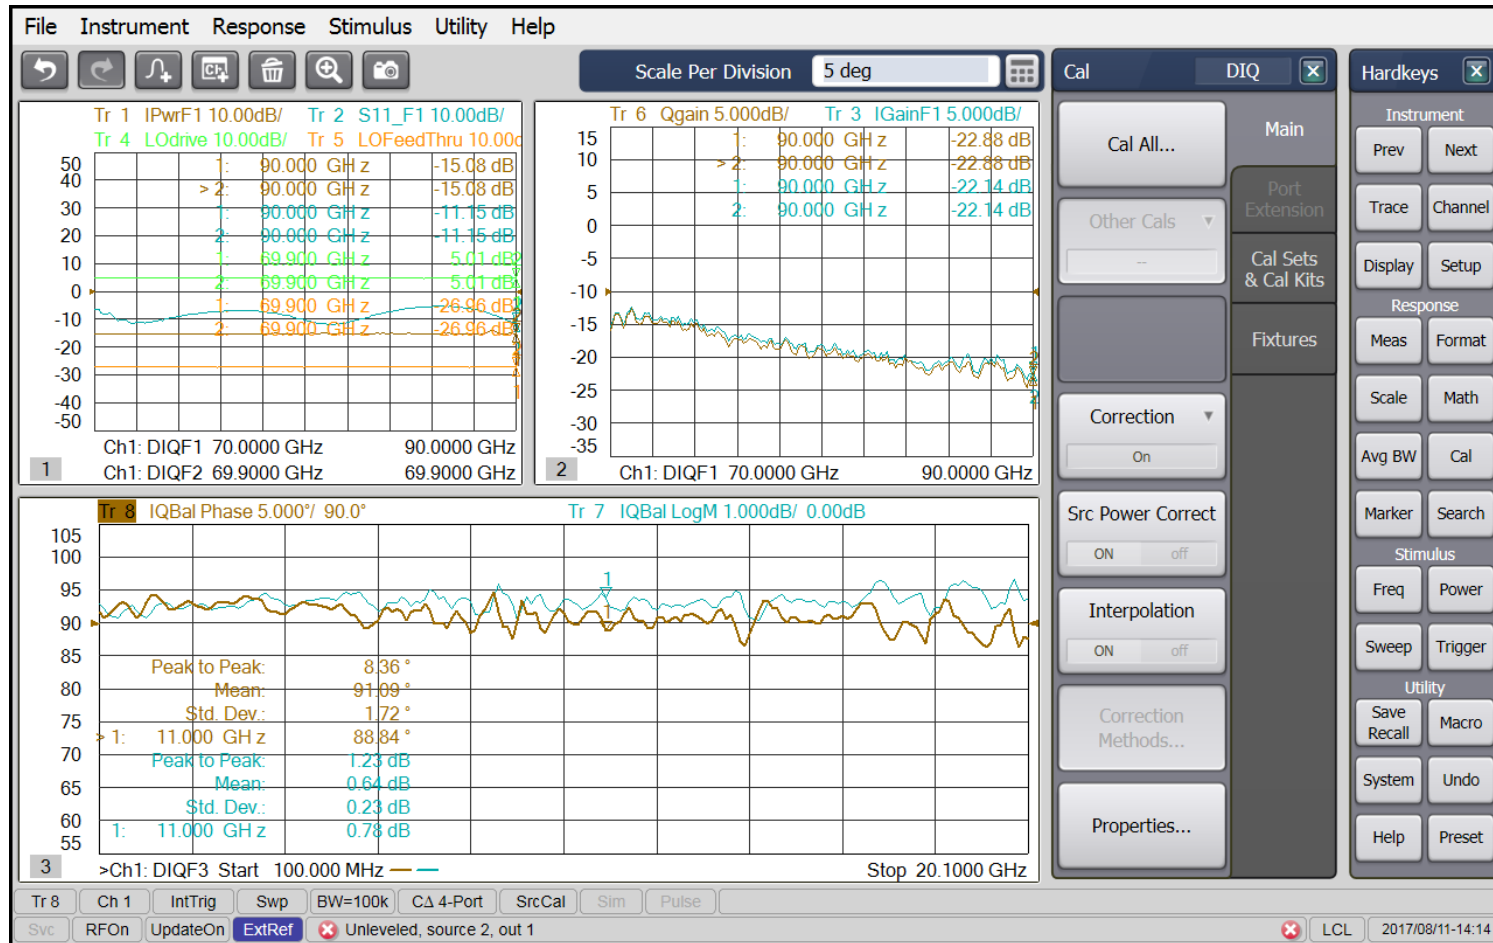 File Instrument Response Stimulus Utility Help
Scale Per Division 5 deg
Tr 1 IPwrF1 10.00dB/ Tr 2 S11_F1 10.00dB/
Tr 4 LOdrive 10.00dB/ Tr 5 LOFeedThru 10.00
50
40
30
20
10
0
-10
-20
-30
-40
-50
1: 90.000 GHz -15.08 dB
> 2: 90.000 GHz -15.08 dB
1: 90.000 GHz -11.15 dB
2: 90.000 GHz -11.15 dB
1: 69.900 GHz 5.01 dB
2: 69.900 GHz 5.01 dB
1: 69.900 GHz -26.96 dB
2: 69.900 GHz -26.96 dB
Ch1: DIQF1 70.0000 GHz 90.0000 GHz
1 Ch1: DIQF2 69.9000 GHz 69.9000 GHz
Tr 6 Qgain 5.000dB/ Tr 3 IGainF1 5.000dB/
15
10
5
0
-5
-10
-15
-20
-25
-30
-35
1: 90.000 GHz -22.88 dB
> 2: 90.000 GHz -22.88 dB
1: 90.000 GHz -22.14 dB
2: 90.000 GHz -22.14 dB
2 Ch1: DIQF1 70.0000 GHz 90.0000 GHz
Tr 8 IQBal Phase 5.000°/ 90.0° Tr 7 IQBal LogM 1.000dB/ 0.00dB
105
100
95
90
85
80
75
70
65
60
55
1
1
Peak to Peak: 8.36 °
Mean: 91.09 °
Std. Dev.: 1.72 °
> 1: 11.000 GHz 88.84 °
Peak to Peak: 1.23 dB
Mean: 0.64 dB
Std. Dev.: 0.23 dB
1: 11.000 GHz 0.78 dB
3 >Ch1: DIQF3 Start 100.000 MHz Stop 20.1000 GHz
Cal DIQ
Cal All...
Other Cals
--
Correction
On
Src Power Correct
ON off
Interpolation
ON off
Correction
Methods...
Properties...
Main
Port
Extension
Cal Sets
& Cal Kits
Fixtures
Hardkeys
Instrument
Prev Next
Trace Channel
Display Setup
Response
Meas Format
Scale Math
Avg BW Cal
Marker Search
Stimulus
Freq Power
Sweep Trigger
Utility
Save
Recall Macro
System Undo
Help Preset
Tr 8 Ch 1 IntTrig Swp BW=100k C∆ 4-Port SrcCal Sim Pulse
Svc RFOn UpdateOn ExtRef Unleveled, source 2, out 1 LCL 2017/08/11-14:14